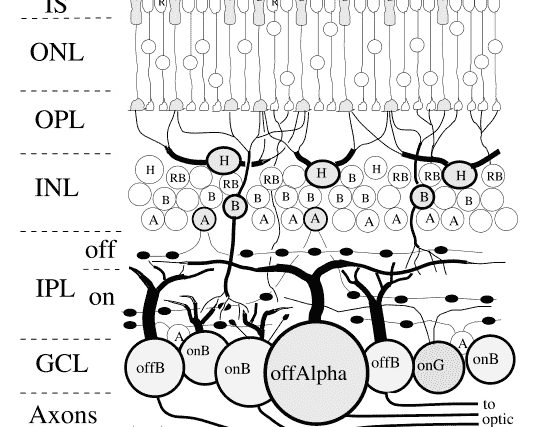 IS R R
ONL
OPL
H H H
INL H RB RB RB B H RB RB RB
B B B B B B B B
A A A A A A A
off
IPL on
A A
GCL offB onB onB offAlpha offB onG onB
to
Axons optic